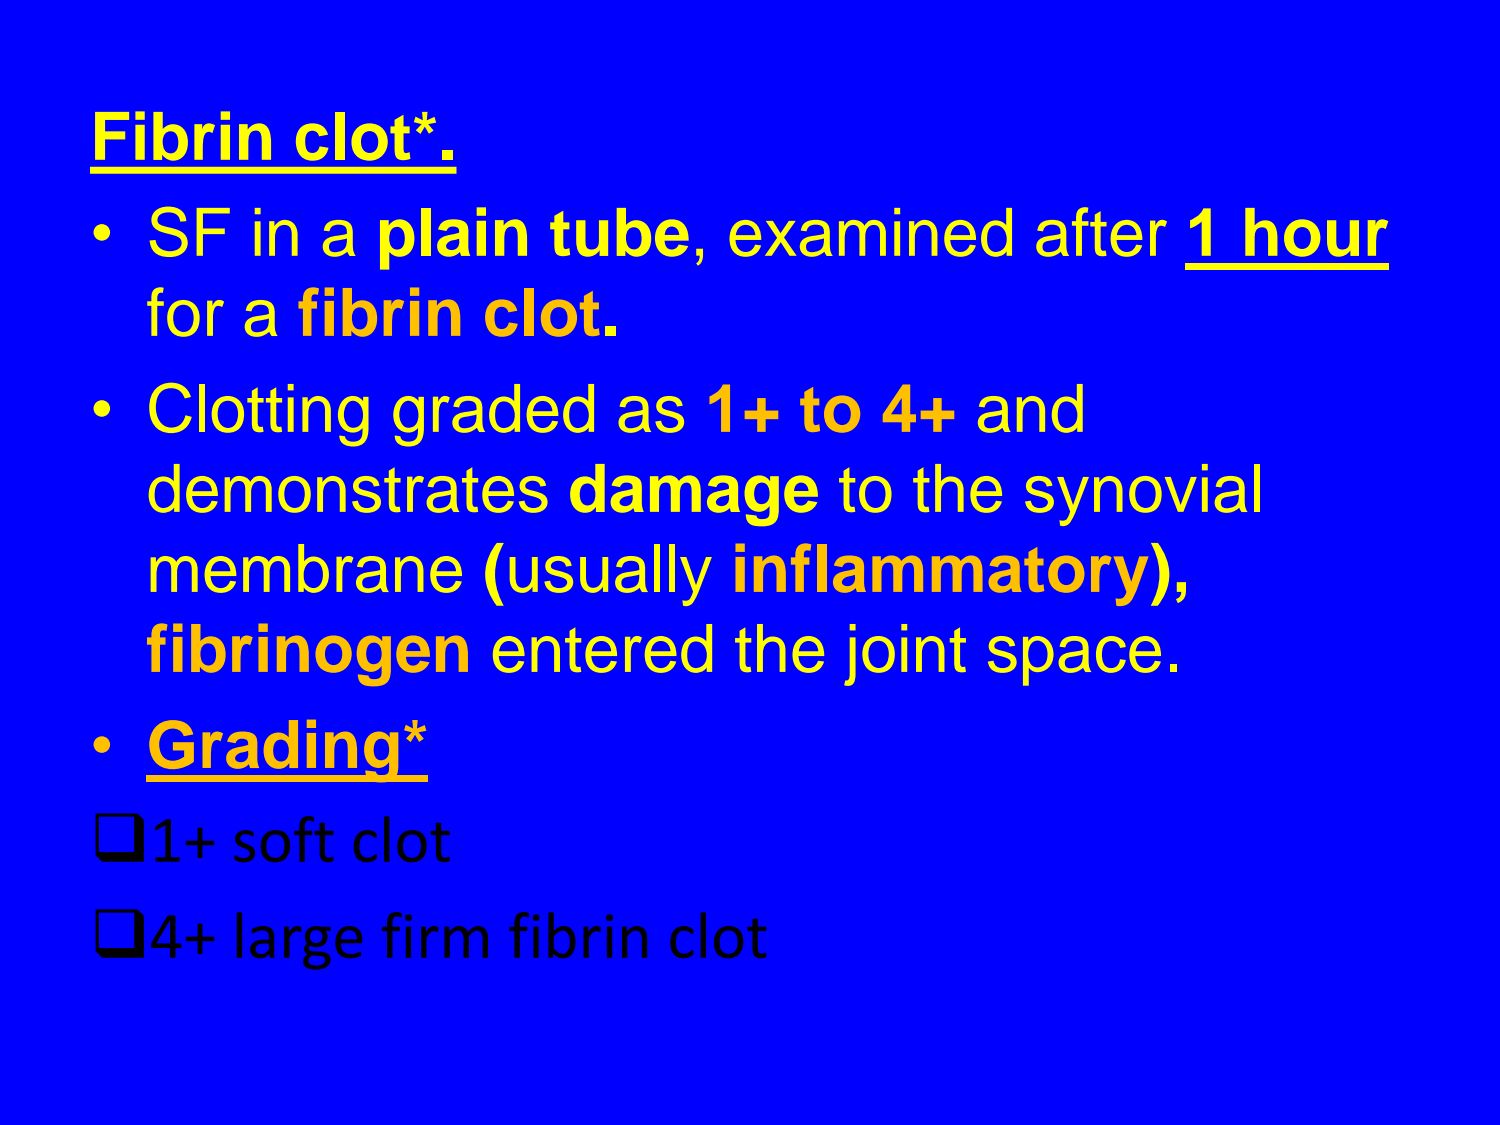 Fibrin clot*.
• SF in a plain tube, examined after 1 hour
for a fibrin clot.
• Clotting graded as 1+ to 4+ and
demonstrates damage to the synovial
membrane (usually inflammatory),
fibrinogen entered the joint space.
• Grading*
❑1+ soft clot
❑4+ large firm fibrin clot